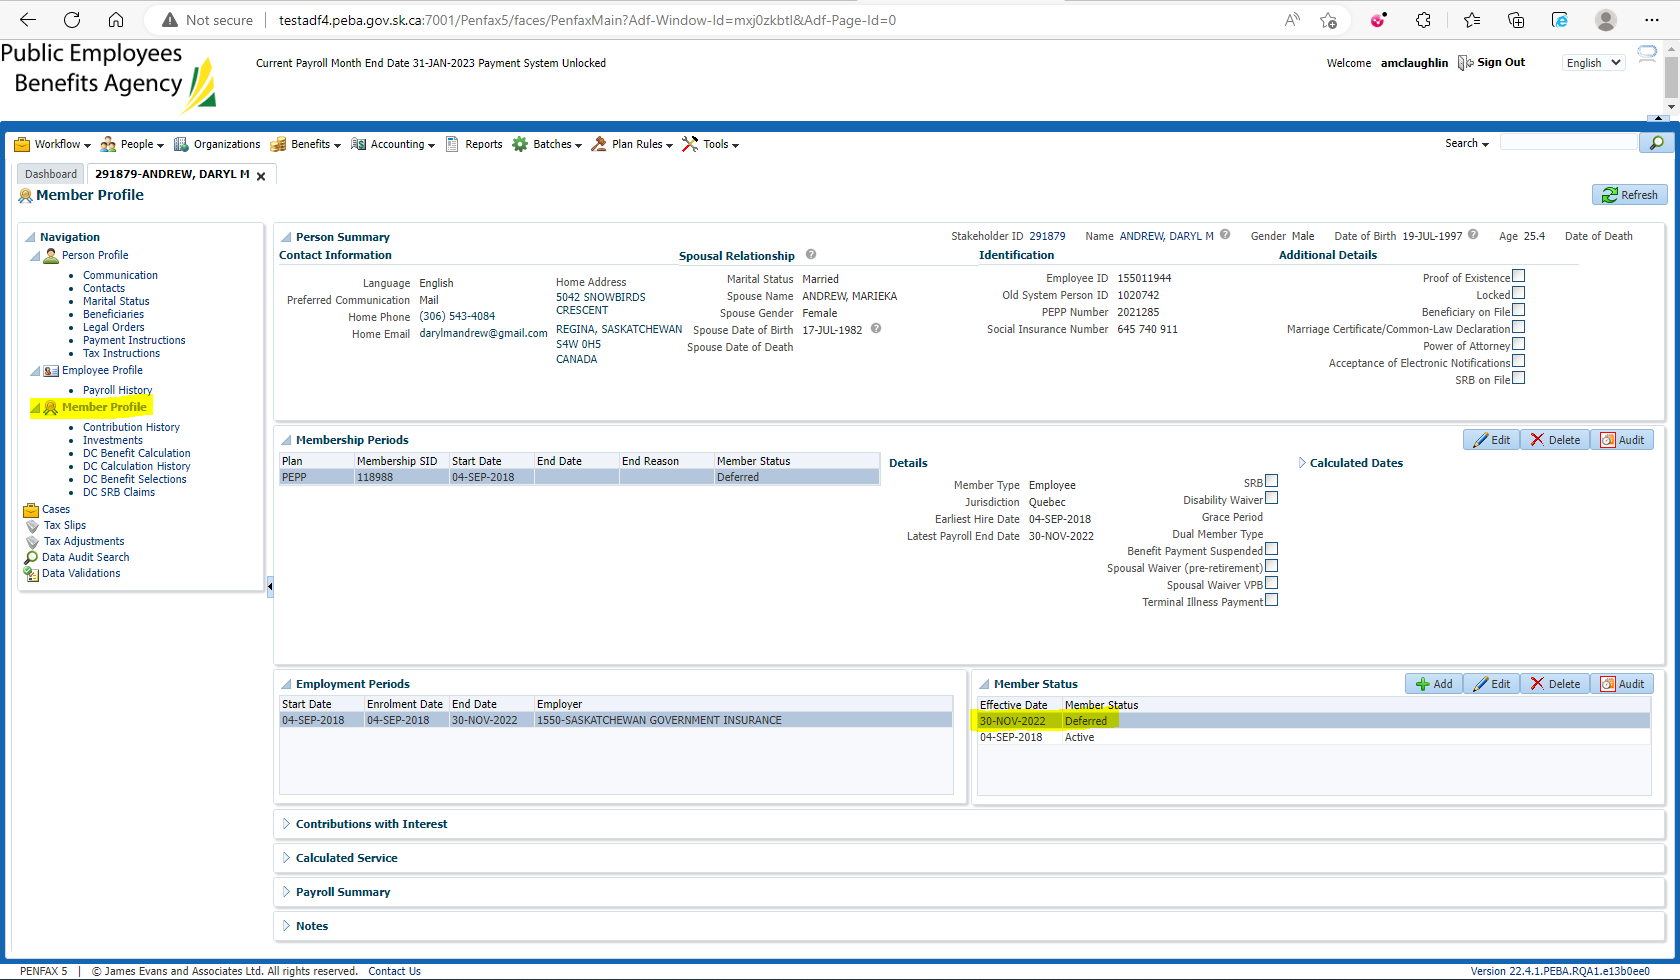 Not secure | testadf4.peba.gov.sk.ca:7001/Penfax5/faces/PenfaxMain?Adf-Window-Id=mxj0zkbtl&Adf-Page-Id=0
Public Employees
Benefits Agency
Current Payroll Month End Date 31-JAN-2023 Payment System Unlocked
Welcome amclaughlin Sign Out English
Workflow People Organizations Benefits Accounting Reports Batches Plan Rules Tools Search
Dashboard 291879-ANDREW, DARYL M
Member Profile
Refresh
Navigation
Person Profile
Communication
Contacts
Marital Status
Beneficiaries
Legal Orders
Payment Instructions
Tax Instructions
Employee Profile
Payroll History
Member Profile
Contribution History
Investments
DC Benefit Calculation
DC Calculation History
DC Benefit Selections
DC SRB Claims
Cases
Tax Slips
Tax Adjustments
Data Audit Search
Data Validations
Person Summary
Stakeholder ID 291879 Name ANDREW, DARYL M Gender Male Date of Birth 19-JUL-1997 Age 25.4 Date of Death
Contact Information
Language English
Preferred Communication Mail
Home Phone (306) 543-4084
Home Email darylmandrew@gmail.com
Home Address
5042 SNOWBIRDS
CRESCENT
REGINA, SASKATCHEWAN
S4W 0H5
CANADA
Spousal Relationship
Marital Status Married
Spouse Name ANDREW, MARIEKA
Spouse Gender Female
Spouse Date of Birth 17-JUL-1982
Spouse Date of Death
Identification
Employee ID 155011944
Old System Person ID 1020742
PEPP Number 2021285
Social Insurance Number 645 740 911
Additional Details
Proof of Existence
Locked
Beneficiary on File
Marriage Certificate/Common-Law Declaration
Power of Attorney
Acceptance of Electronic Notifications
SRB on File
Membership Periods
Edit Delete Audit
Plan Membership SID Start Date End Date End Reason Member Status
PEPP 118988 04-SEP-2018 Deferred
Details
Member Type Employee
Jurisdiction Quebec
Earliest Hire Date 04-SEP-2018
Latest Payroll End Date 30-NOV-2022
SRB
Disability Waiver
Grace Period
Dual Member Type
Benefit Payment Suspended
Spousal Waiver (pre-retirement)
Spousal Waiver VPB
Terminal Illness Payment
Calculated Dates
Employment Periods
Start Date Enrolment Date End Date Employer
04-SEP-2018 04-SEP-2018 30-NOV-2022 1550-SASKATCHEWAN GOVERNMENT INSURANCE
Member Status
Add Edit Delete Audit
Effective Date Member Status
30-NOV-2022 Deferred
04-SEP-2018 Active
Contributions with Interest
Calculated Service
Payroll Summary
Notes
PENFAX 5 | © James Evans and Associates Ltd. All rights reserved. Contact Us
Version 22.4.1.PEBA.RQA1.e13b0ee0